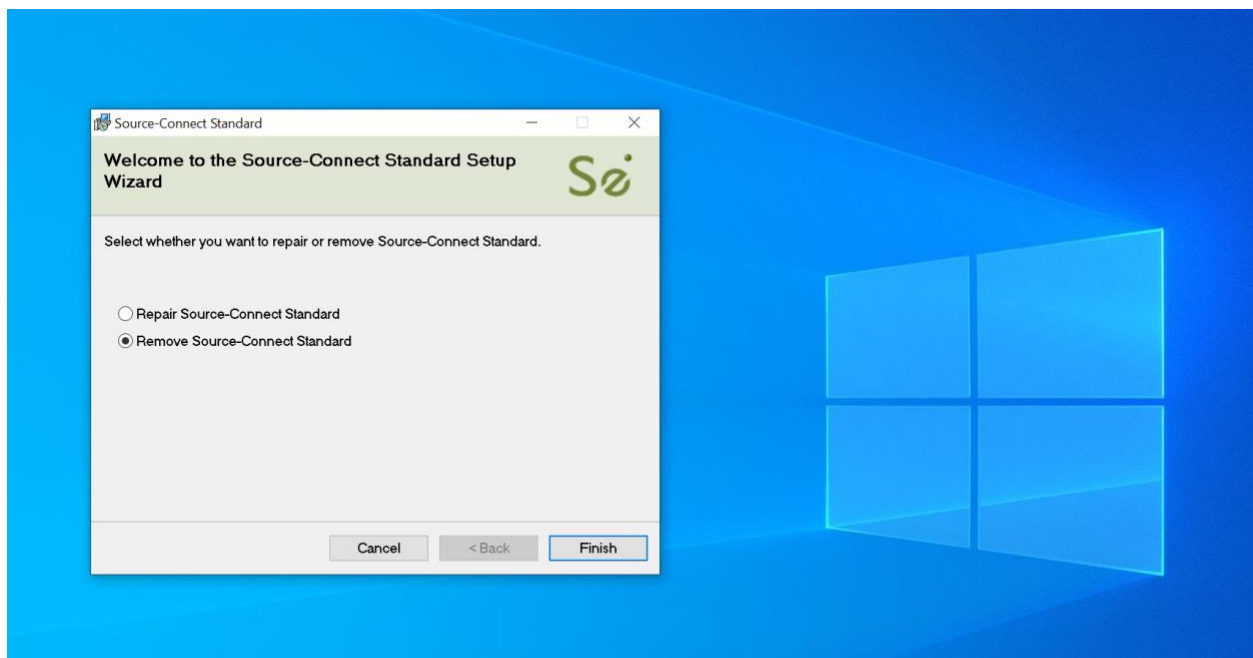 Source-Connect Standard
Welcome to the Source-Connect Standard Setup
Wizard
Se
Select whether you want to repair or remove Source-Connect Standard.
Repair Source-Connect Standard
Remove Source-Connect Standard
Cancel
< Back
Finish